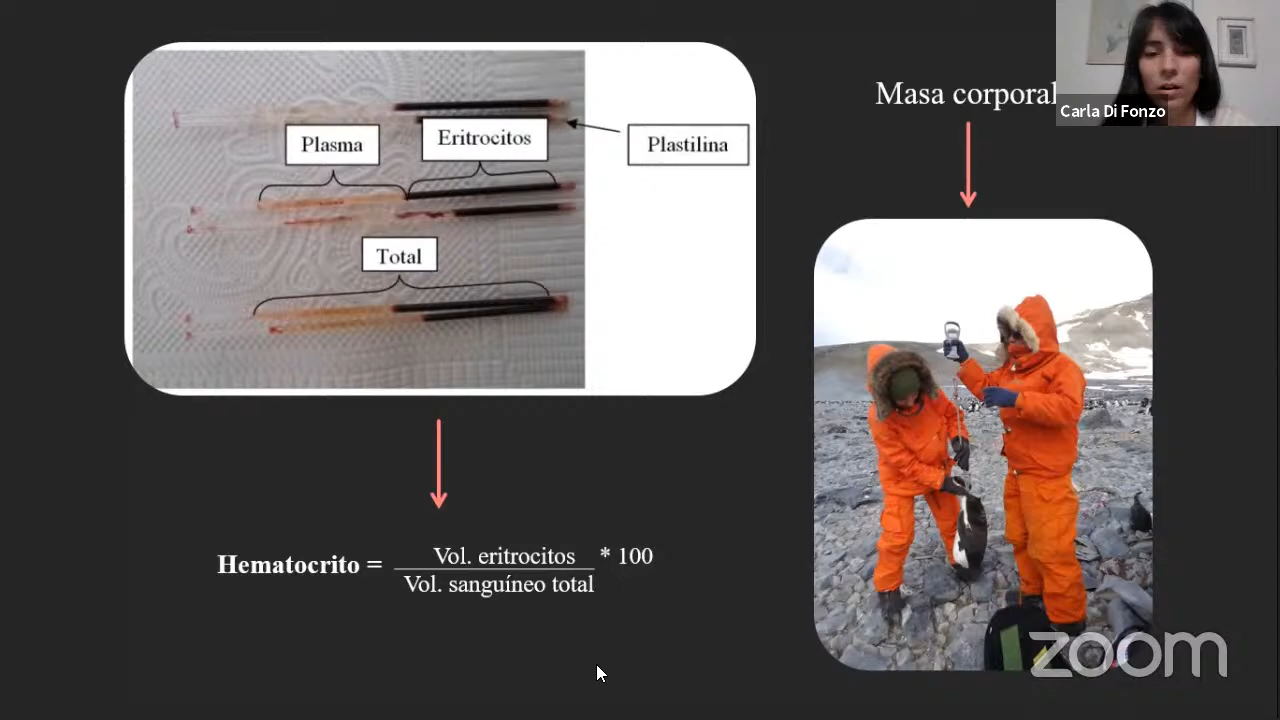 Plasma
Eritrocitos
Plastilina
Total
Hematocrito = Vol. eritrocitos * 100
Vol. sanguíneo total
Masa corporal
Carla Di Fonzo
zoom